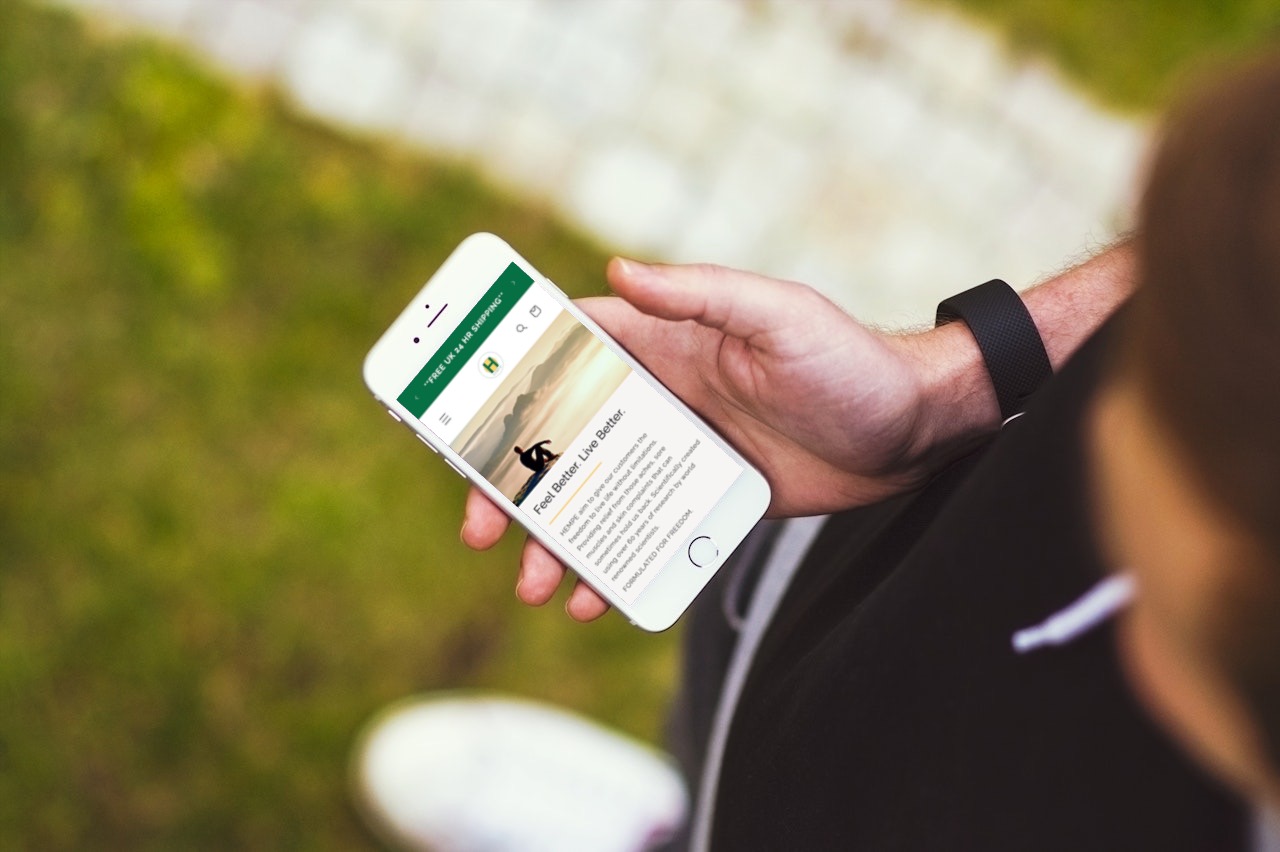 **FREE UK 24 HR SHIPPING**
H
Feel Better. Live Better.
HEMPE aim to give our customers the
freedom to live life without limitations.
Providing relief from those aches, sore
muscles and skin complaints that can
sometimes hold us back. Scientifically created
using over 60 years of research by world
renowned scientists.
FORMULATED FOR FREEDOM.